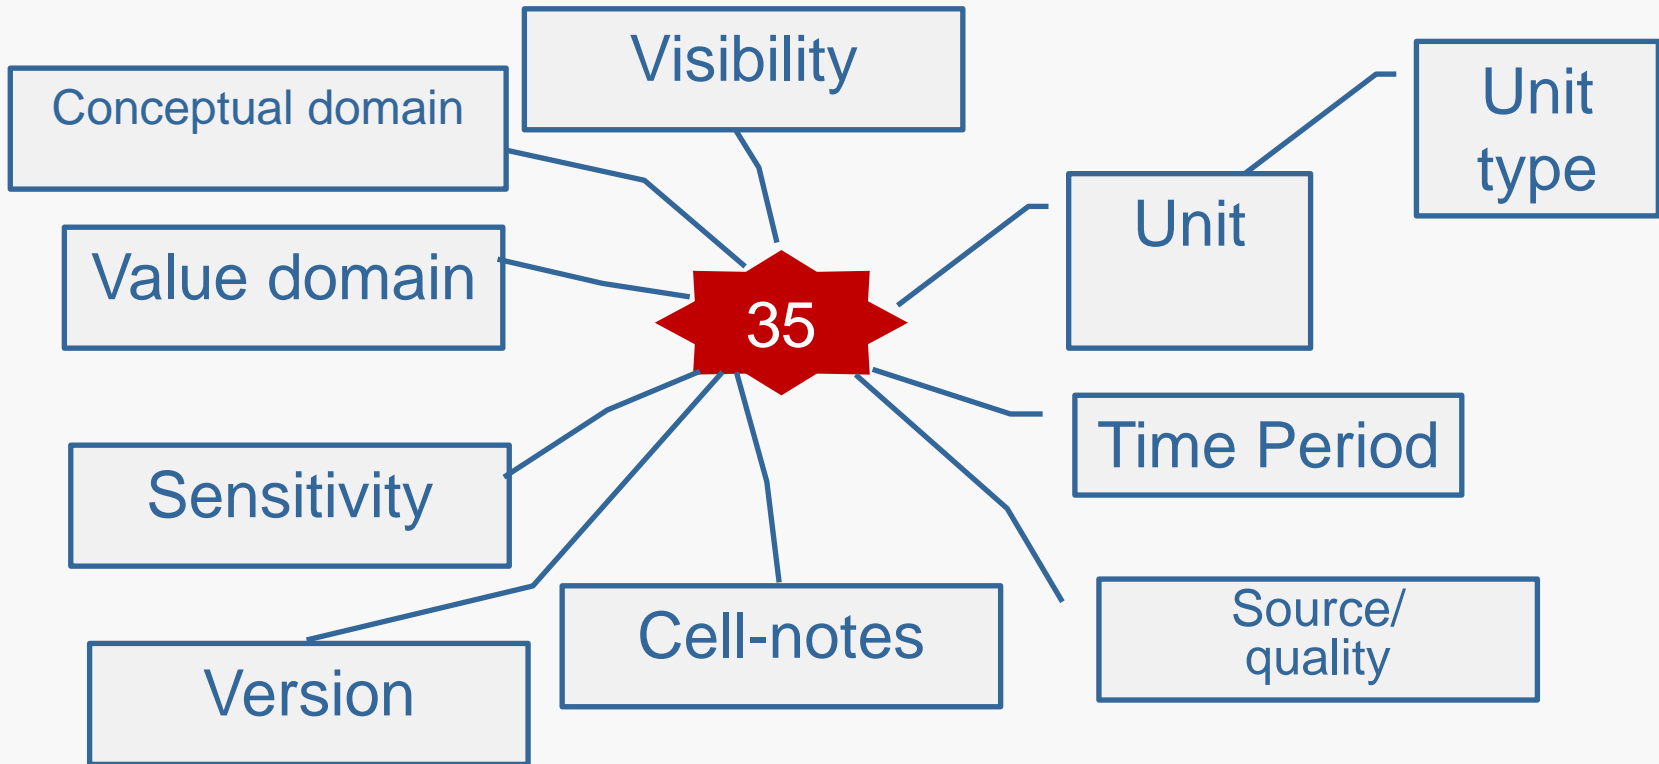 Visibility
Conceptual domain
Unit
type
Unit
Value domain
35
Time Period
Sensitivity
Source/
quality
Cell-notes
Version